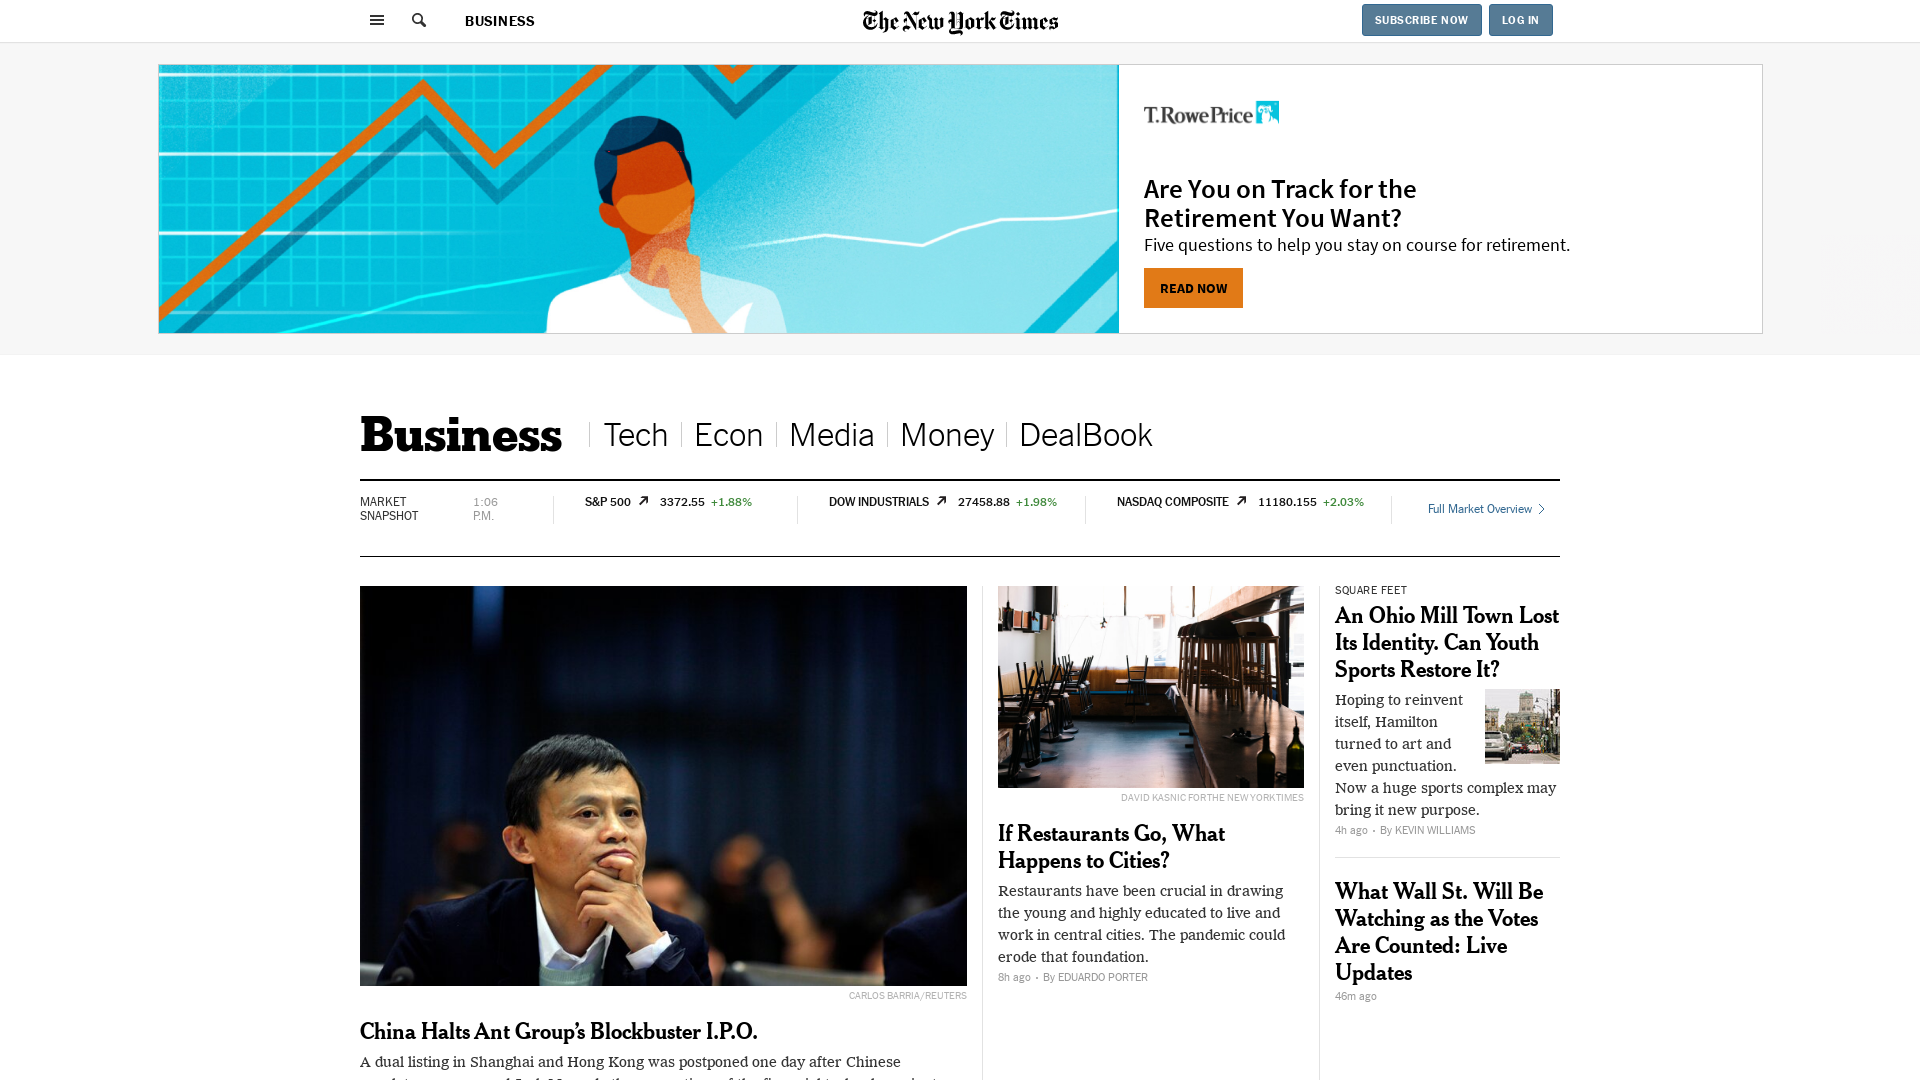 BUSINESS
The New York Times
SUBSCRIBE NOW
LOG IN
T.RowePrice
Are You on Track for the
Retirement You Want?
Five questions to help you stay on course for retirement.
READ NOW
Business
Tech
Econ
Media
Money
DealBook
MARKET
SNAPSHOT
1:06
P.M.
S&P 500 3372.55 +1.88%
DOW INDUSTRIALS 27458.88 +1.98%
NASDAQ COMPOSITE 11180.155 +2.03%
Full Market Overview
CARLOS BARRIA/REUTERS
China Halts Ant Group’s Blockbuster I.P.O.
A dual listing in Shanghai and Hong Kong was postponed one day after Chinese
DAVID KASNIC FOR THE NEW YORK TIMES
If Restaurants Go, What
Happens to Cities?
Restaurants have been crucial in drawing
the young and highly educated to live and
work in central cities. The pandemic could
erode that foundation.
8h ago · By EDUARDO PORTER
SQUARE FEET
An Ohio Mill Town Lost
Its Identity. Can Youth
Sports Restore It?
Hoping to reinvent
itself, Hamilton
turned to art and
even punctuation.
Now a huge sports complex may
bring it new purpose.
4h ago · By KEVIN WILLIAMS
What Wall St. Will Be
Watching as the Votes
Are Counted: Live
Updates
46m ago